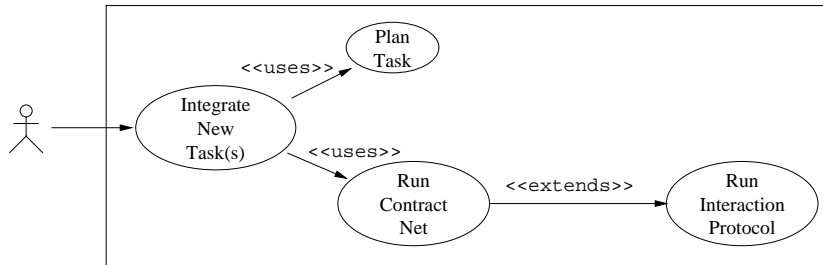 Plan
Task
<<uses>>
Integrate
New
Task(s)
<<uses>>
Run
Contract
Net
<<extends>>
Run
Interaction
Protocol